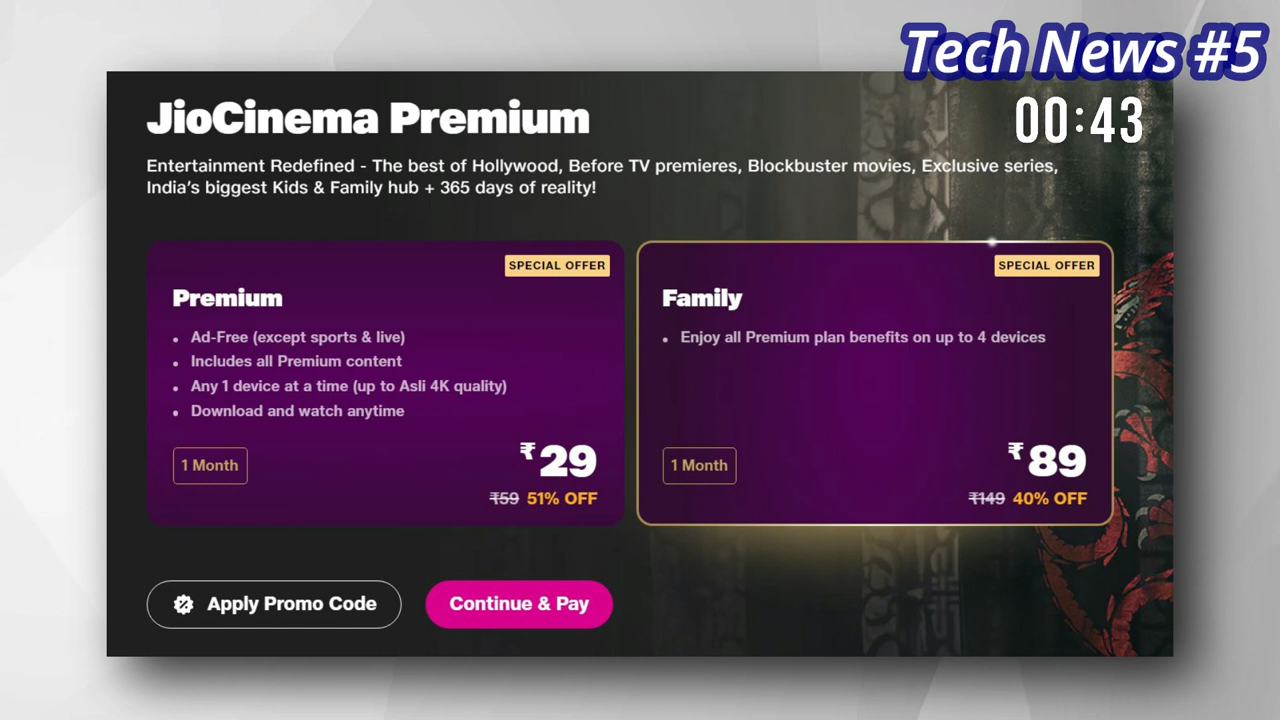 Tech News #5
00:43
JioCinema Premium
Entertainment Redefined - The best of Hollywood, Before TV premieres, Blockbuster movies, Exclusive series,
India’s biggest Kids & Family hub + 365 days of reality!
SPECIAL OFFER
Premium
• Ad-Free (except sports & live)
• Includes all Premium content
• Any 1 device at a time (up to Asli 4K quality)
• Download and watch anytime
1 Month
₹29
₹59 51% OFF
SPECIAL OFFER
Family
• Enjoy all Premium plan benefits on up to 4 devices
1 Month
₹89
₹149 40% OFF
Apply Promo Code
Continue & Pay